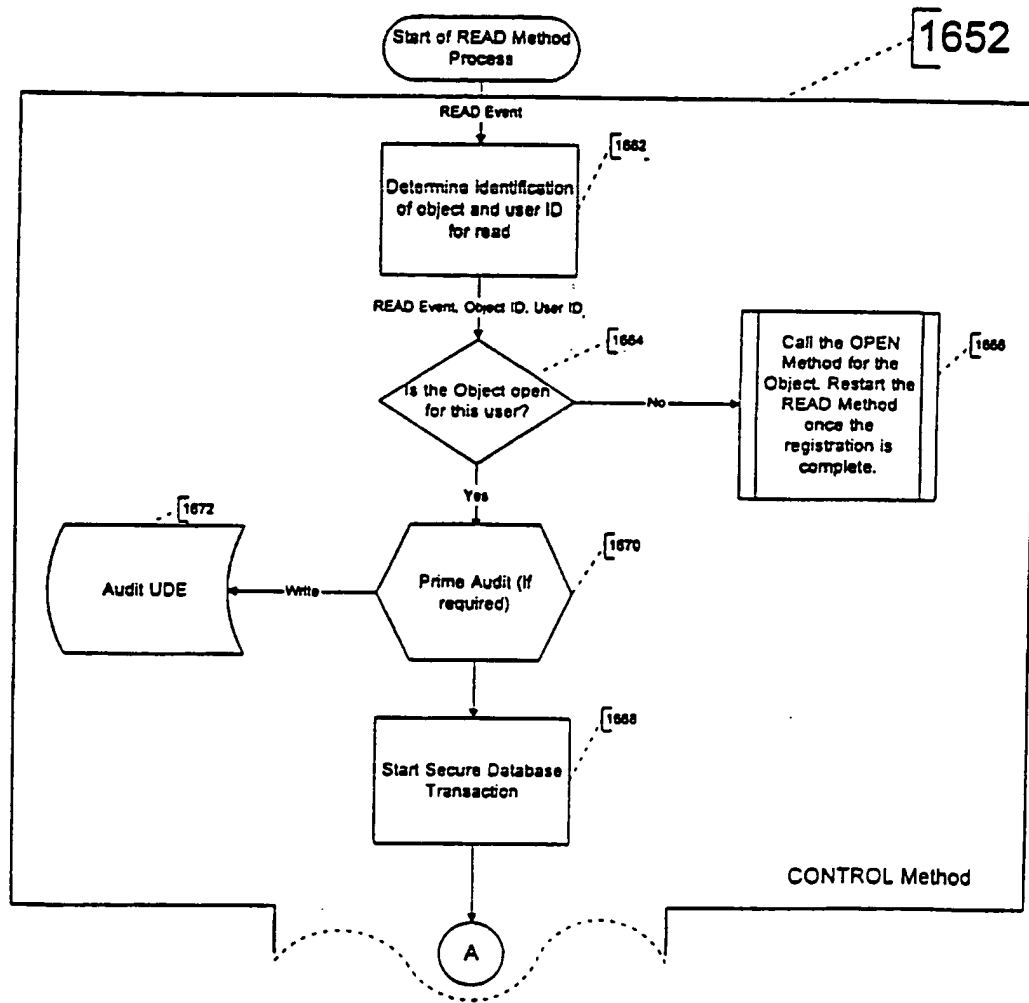 Start of READ Method
Process
1652
READ Event
1662
Determine identification
of object and user ID
for read
READ Event, Object ID, User ID
1664
Is the Object open
for this user?
No
Call the OPEN
Method for the
Object. Restart the
READ Method
once the
registration is
complete.
1666
Yes
1672
Audit UDE
Write
Prime Audit (if
required)
1670
1668
Start Secure Database
Transaction
CONTROL Method
A